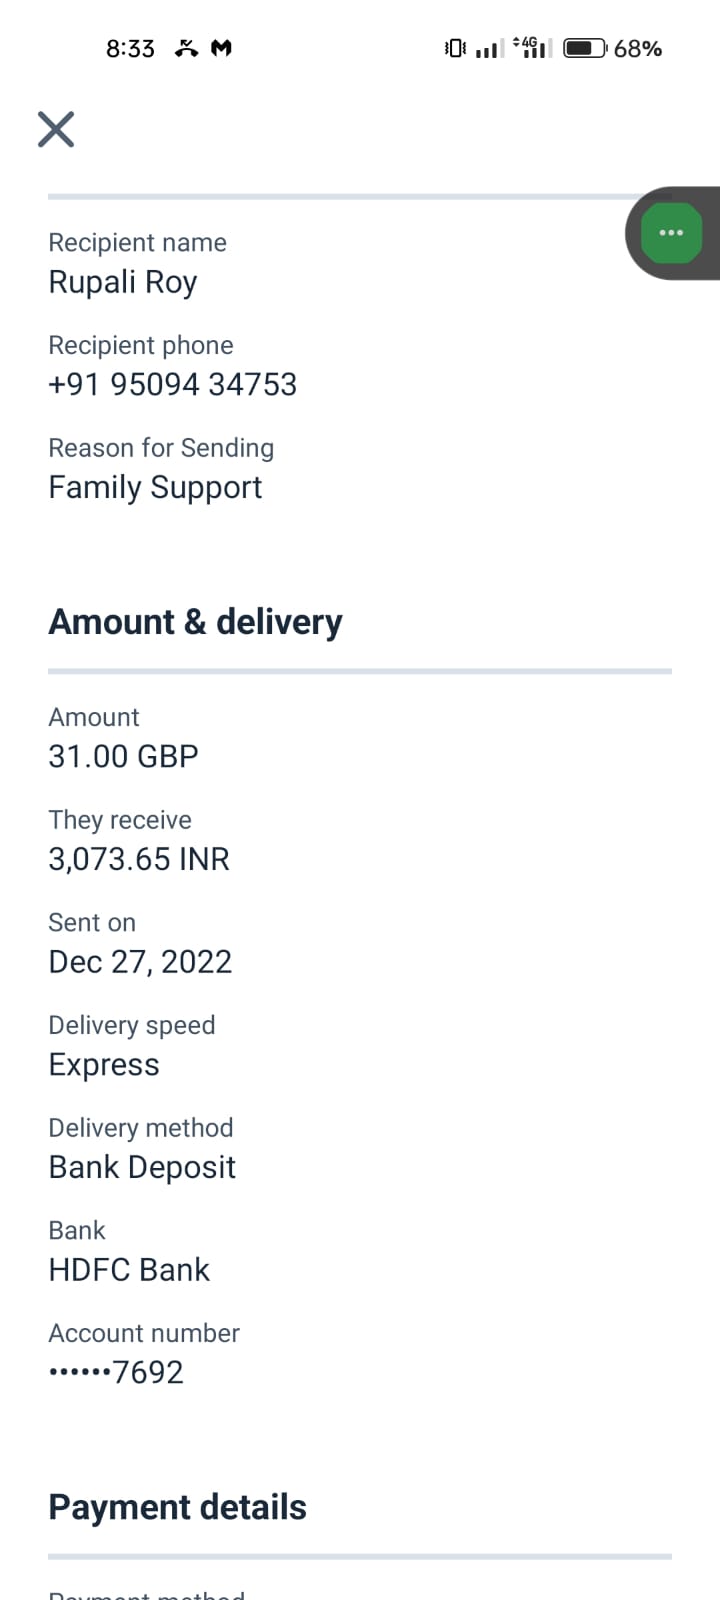 8:33
4G
68%
Recipient name
Rupali Roy
Recipient phone
+91 95094 34753
Reason for Sending
Family Support
Amount & delivery
Amount
31.00 GBP
They receive
3,073.65 INR
Sent on
Dec 27, 2022
Delivery speed
Express
Delivery method
Bank Deposit
Bank
HDFC Bank
Account number
••••••7692
Payment details
Payment method